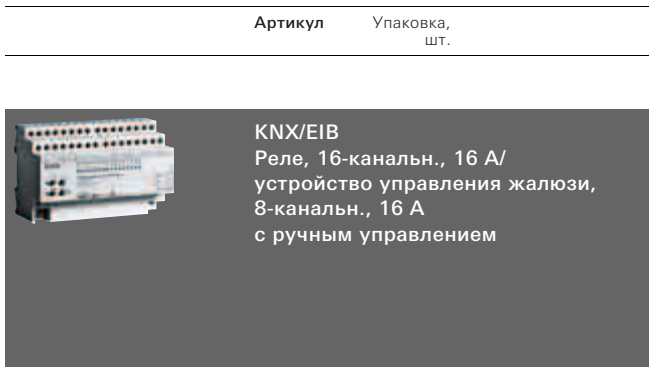 Артикул Упаковка,
шт.
KNX/EIB
Реле, 16-канальн., 16 А/
устройство управления жалюзи,
8-канальн., 16 А
с ручным управлением